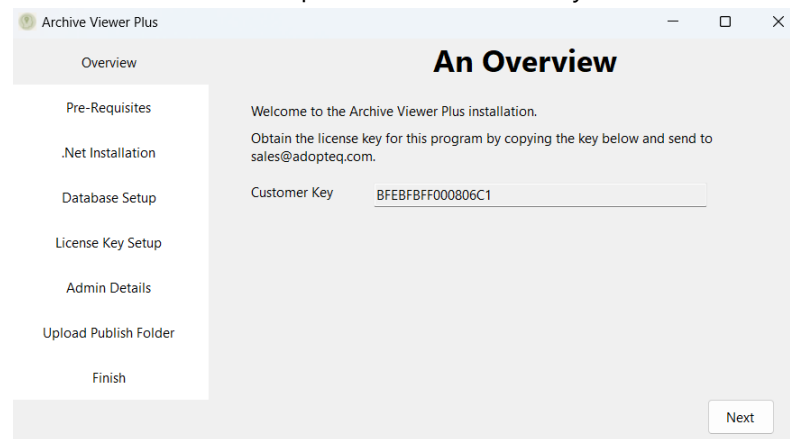 Archive Viewer Plus
Overview
Pre-Requisites
.Net Installation
Database Setup
License Key Setup
Admin Details
Upload Publish Folder
Finish
An Overview
Welcome to the Archive Viewer Plus installation.
Obtain the license key for this program by copying the key below and send to
sales@adopteq.com.
Customer Key BFEBFBFF000806C1
Next